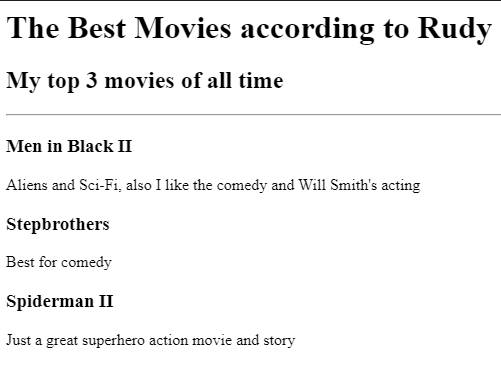 The Best Movies according to Rudy
My top 3 movies of all time
Men in Black II
Aliens and Sci-Fi, also I like the comedy and Will Smith's acting
Stepbrothers
Best for comedy
Spiderman II
Just a great superhero action movie and story